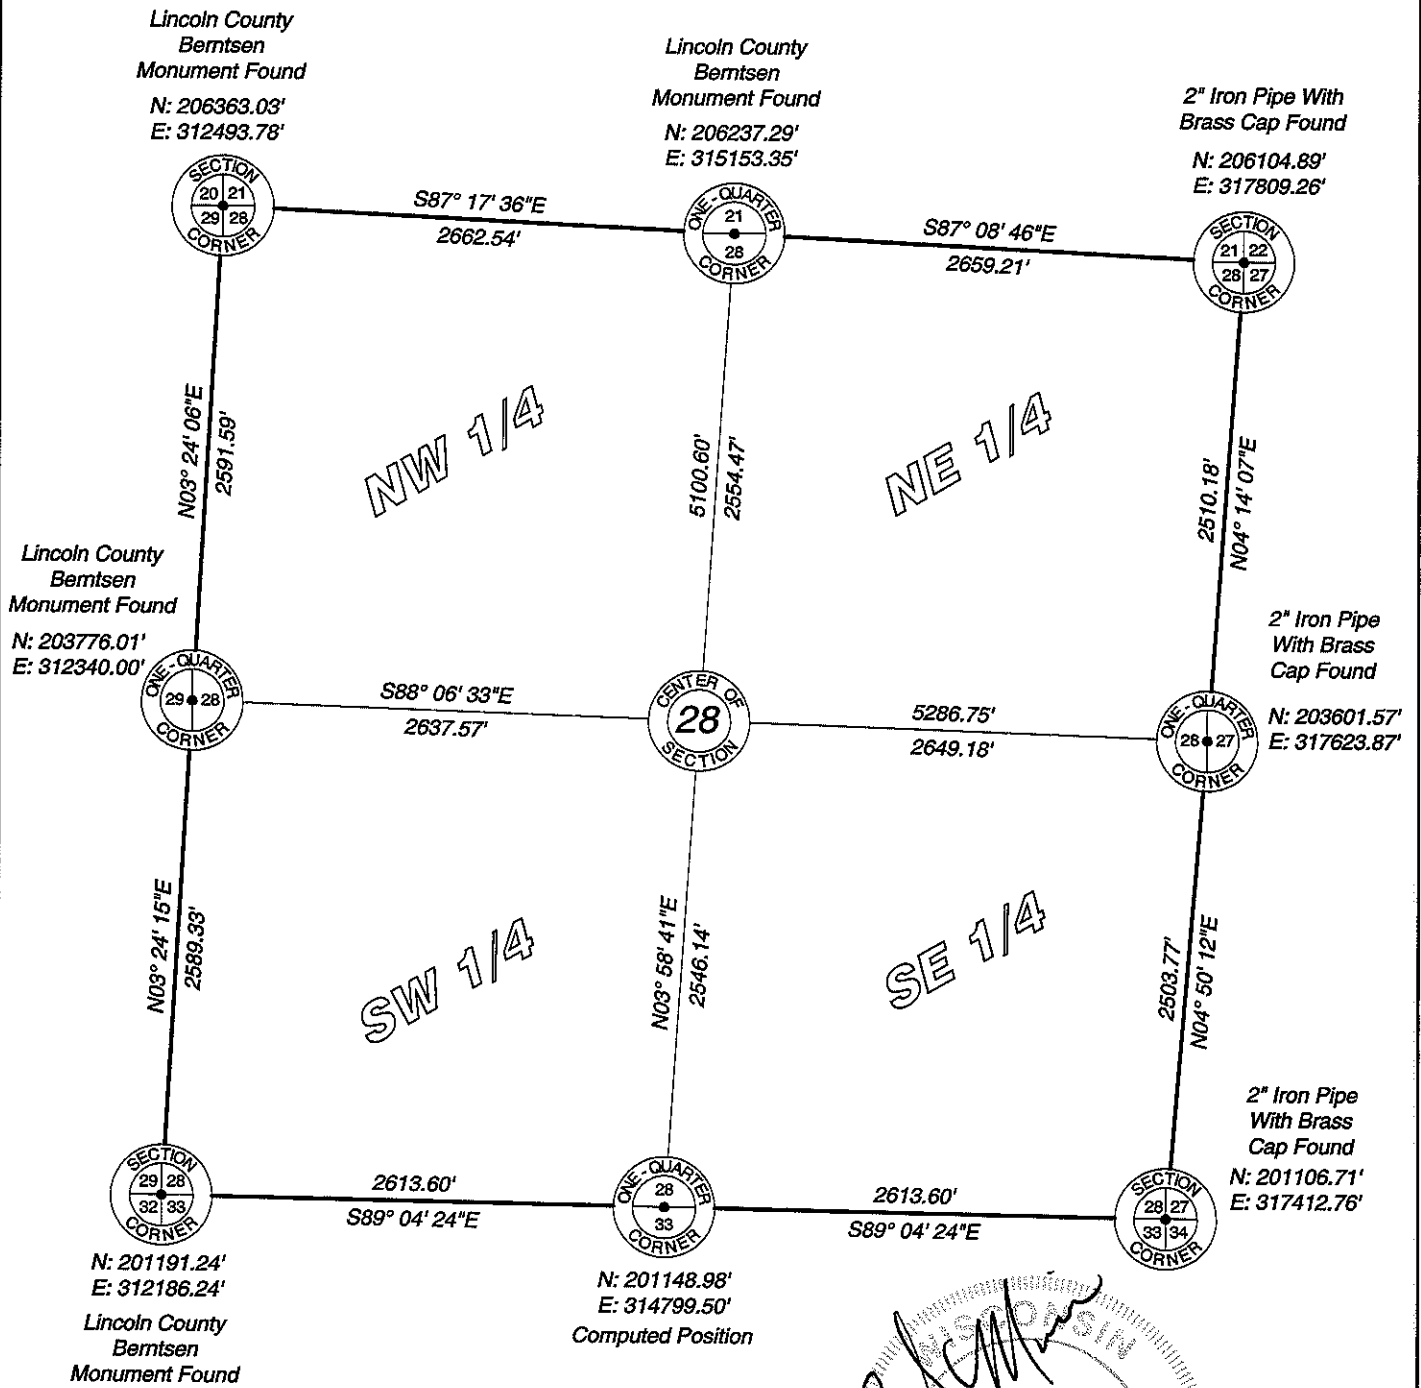 Lincoln County
Berntsen
Monument Found
N: 206363.03'
E: 312493.78'
Lincoln County
Berntsen
Monument Found
N: 206237.29'
E: 315153.35'
2" Iron Pipe With
Brass Cap Found
N: 206104.89'
E: 317809.26'
SECTION
20 21
29 28
CORNER
S87° 17' 36"E
2662.54'
ONE-QUARTER
21
28
CORNER
S87° 08' 46"E
2659.21'
SECTION
21 22
28 27
CORNER
N03° 24' 06"E
2591.59'
NW 1/4
5100.60'
2554.47'
NE 1/4
2510.18'
N04° 14' 07"E
Lincoln County
Berntsen
Monument Found
N: 203776.01'
E: 312340.00'
ONE-QUARTER
29 28
CORNER
S88° 06' 33"E
2637.57'
CENTER OF
28
SECTION
5286.75'
2649.18'
ONE-QUARTER
28 27
CORNER
2" Iron Pipe
With Brass
Cap Found
N: 203601.57'
E: 317623.87'
N03° 24' 15"E
2589.33'
SW 1/4
N03° 58' 41"E
2546.14'
SE 1/4
2503.77'
N04° 50' 12"E
SECTION
29 28
32 33
CORNER
2613.60'
S89° 04' 24"E
ONE-QUARTER
28
33
CORNER
2613.60'
S89° 04' 24"E
SECTION
28 27
33 34
CORNER
2" Iron Pipe
With Brass
Cap Found
N: 201106.71'
E: 317412.76'
N: 201191.24'
E: 312186.24'
Lincoln County
Berntsen
Monument Found
N: 201148.98'
E: 314799.50'
Computed Position
WISCONSIN